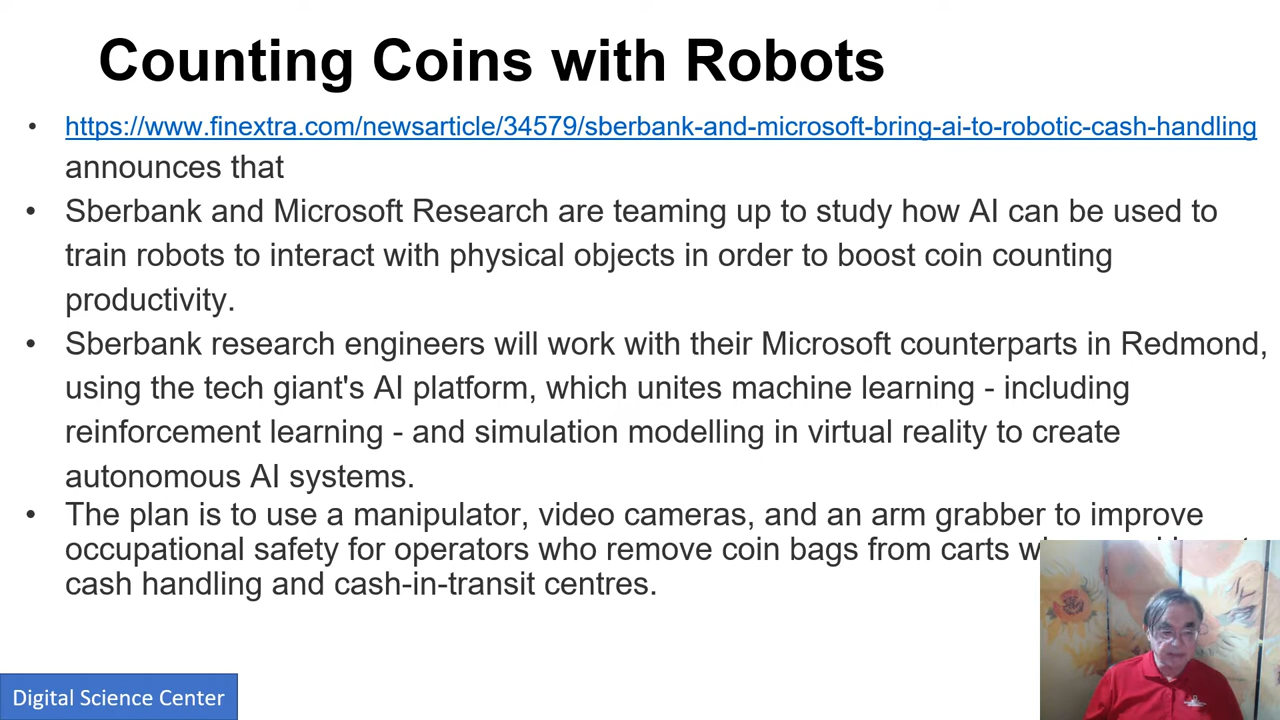 Counting Coins with Robots
• https://www.finextra.com/newsarticle/34579/sberbank-and-microsoft-bring-ai-to-robotic-cash-handling
announces that
• Sberbank and Microsoft Research are teaming up to study how AI can be used to
train robots to interact with physical objects in order to boost coin counting
productivity.
• Sberbank research engineers will work with their Microsoft counterparts in Redmond,
using the tech giant's AI platform, which unites machine learning - including
reinforcement learning - and simulation modelling in virtual reality to create
autonomous AI systems.
• The plan is to use a manipulator, video cameras, and an arm grabber to improve
occupational safety for operators who remove coin bags from carts
cash handling and cash-in-transit centres.
Digital Science Center